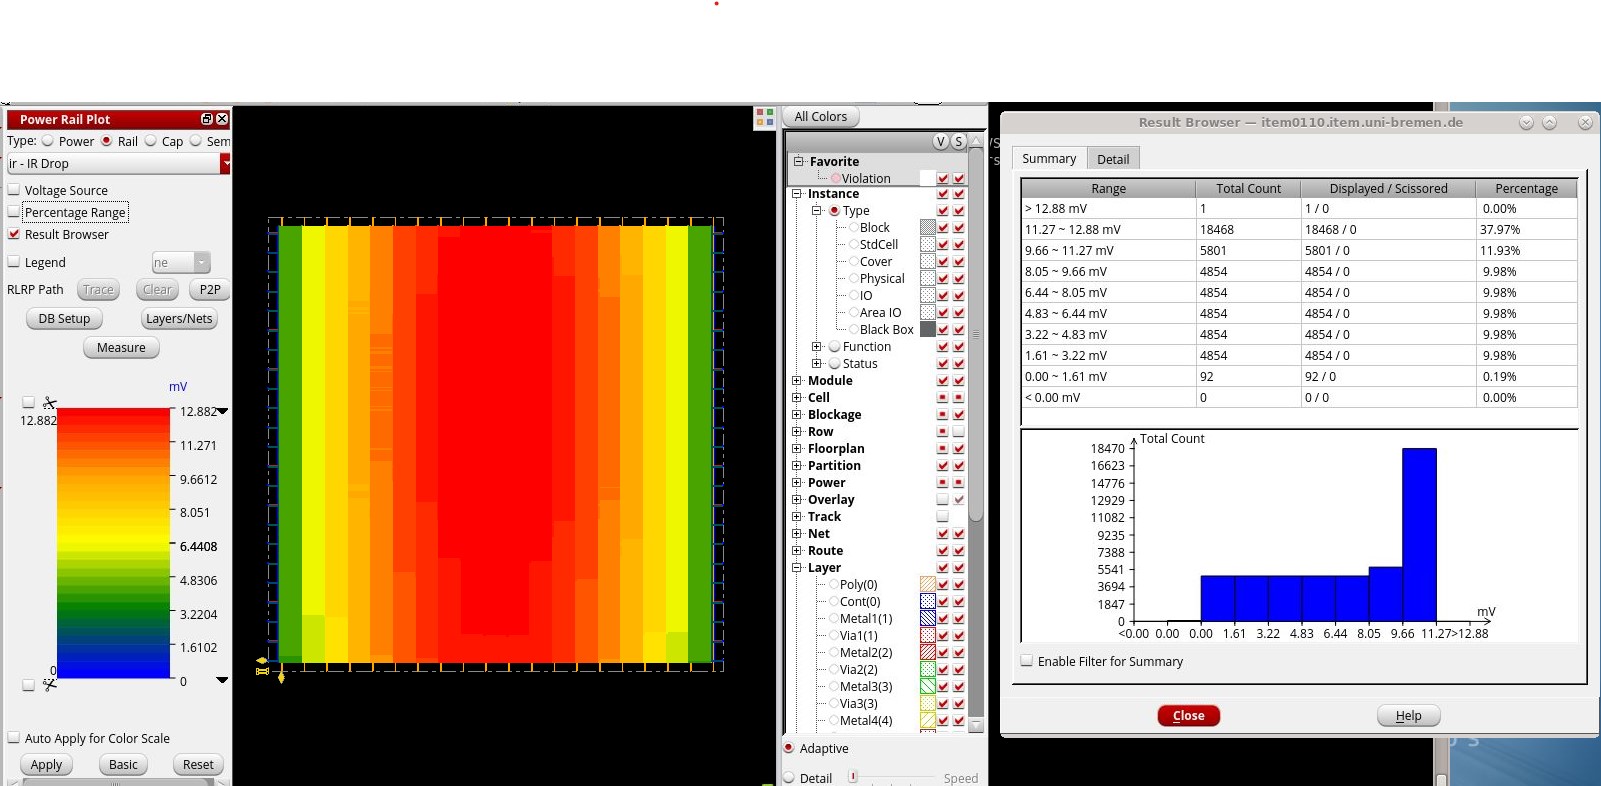 Power Rail Plot
Type: Power Rail Cap Sem
ir - IR Drop
Voltage Source
Percentage Range
Result Browser
Legend ne
RLRP Path Trace Clear P2P
DB Setup Layers/Nets
Measure
mV
12.882
12.882
11.271
9.6612
8.051
6.4408
4.8306
3.2204
1.6102
0
0
Auto Apply for Color Scale
Apply Basic Reset
All Colors
V S
Favorite
Violation
Instance
Type
Block
StdCell
Cover
Physical
IO
Area IO
Black Box
Function
Status
Module
Cell
Blockage
Row
Floorplan
Partition
Power
Overlay
Track
Net
Route
Layer
Poly(0)
Cont(0)
Metal1(1)
Via1(1)
Metal2(2)
Via2(2)
Metal3(3)
Via3(3)
Metal4(4)
Adaptive
Detail Speed
Result Browser — item0110.item.uni-bremen.de
Summary Detail
Range Total Count Displayed / Scissored Percentage
> 12.88 mV 1 1 / 0 0.00%
11.27 ~ 12.88 mV 18468 18468 / 0 37.97%
9.66 ~ 11.27 mV 5801 5801 / 0 11.93%
8.05 ~ 9.66 mV 4854 4854 / 0 9.98%
6.44 ~ 8.05 mV 4854 4854 / 0 9.98%
4.83 ~ 6.44 mV 4854 4854 / 0 9.98%
3.22 ~ 4.83 mV 4854 4854 / 0 9.98%
1.61 ~ 3.22 mV 4854 4854 / 0 9.98%
0.00 ~ 1.61 mV 92 92 / 0 0.19%
< 0.00 mV 0 0 / 0 0.00%
Total Count
18470
16623
14776
12929
11082
9235
7388
5541
3694
1847
0
mV
<0.00 0.00 0.00 1.61 3.22 4.83 6.44 8.05 9.66 11.27 >12.88
Enable Filter for Summary
Close Help